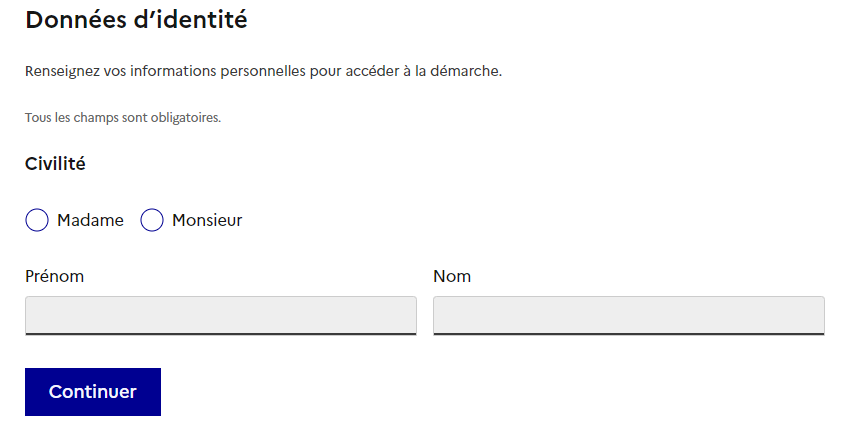 Données d’identité
Renseignez vos informations personnelles pour accéder à la démarche.
Tous les champs sont obligatoires.
Civilité
Madame Monsieur
Prénom Nom
Continuer